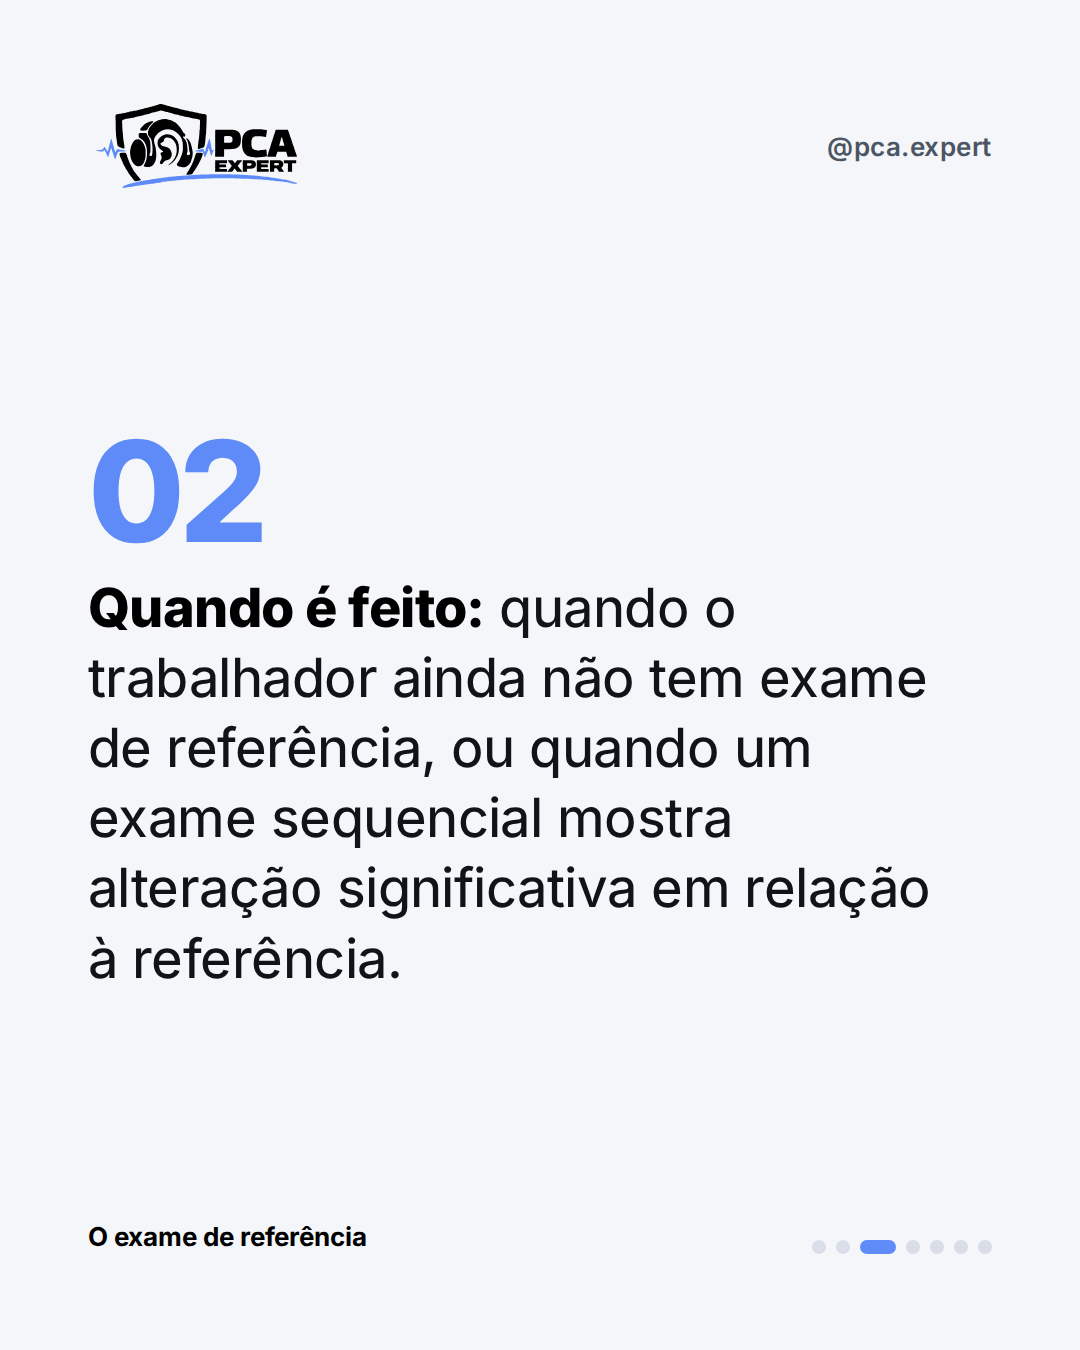 PCA
EXPERT
@pca.expert
02
Quando é feito: quando o
trabalhador ainda não tem exame
de referência, ou quando um
exame sequencial mostra
alteração significativa em relação
à referência.
O exame de referência